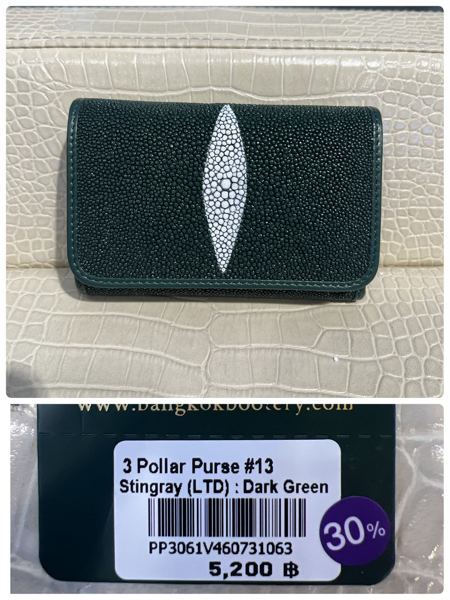 www.bangkokbootery.com
3 Pollar Purse #13
Stingray (LTD) : Dark Green
30%
PP3061V460731063
5,200 ฿